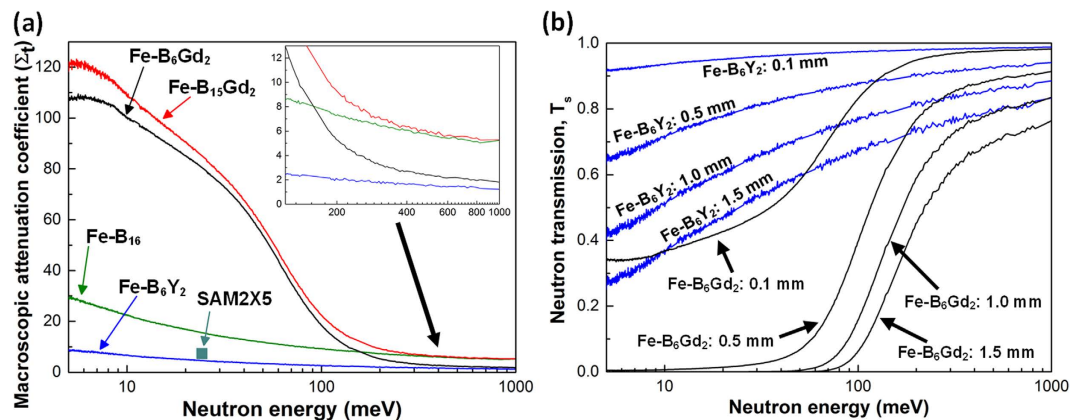 (a)
Macroscopic attenuation coefficient (Σt)
120
100
80
60
40
20
0
10
100
1000
Neutron energy (meV)
Fe-B6Gd2
Fe-B15Gd2
Fe-B16
Fe-B6Y2
SAM2X5
12
10
8
6
4
2
0
200
400
600
800
1000
(b)
Neutron transmission, Ts
1.0
0.8
0.6
0.4
0.2
0.0
10
100
1000
Neutron energy (meV)
Fe-B6Y2: 0.1 mm
Fe-B6Y2: 0.5 mm
Fe-B6Y2: 1.0 mm
Fe-B6Y2: 1.5 mm
Fe-B6Gd2: 0.1 mm
Fe-B6Gd2: 0.5 mm
Fe-B6Gd2: 1.0 mm
Fe-B6Gd2: 1.5 mm